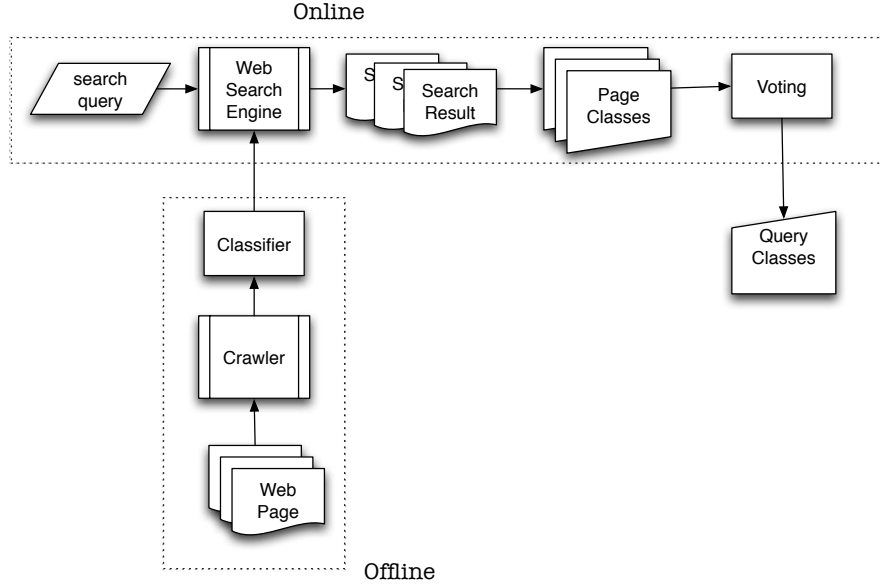 Online
search
query
Web
Search
Engine
S
S
Search
Result
Page
Classes
Voting
Query
Classes
Classifier
Crawler
Web
Page
Offline